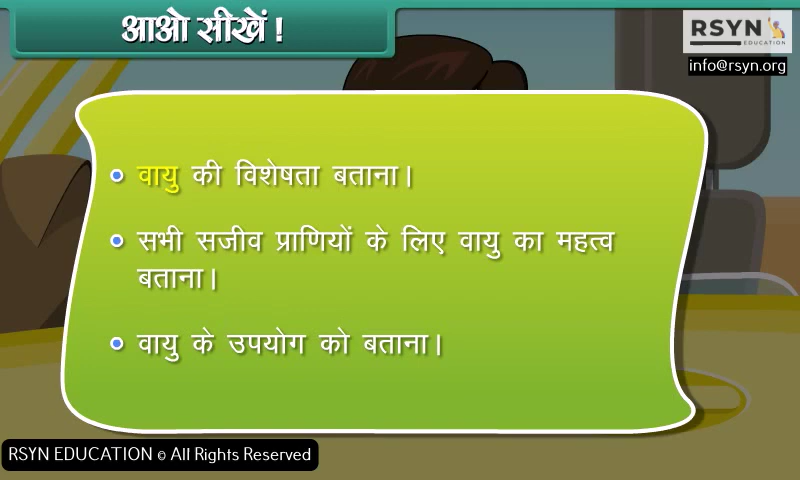 आओ सीखें!
RSYN
EDUCATION
info@rsyn.org
वायु की विशेषता बताना।
सभी सजीव प्राणियों के लिए वायु का महत्व
बताना।
वायु के उपयोग को बताना।
RSYN EDUCATION © All Rights Reserved